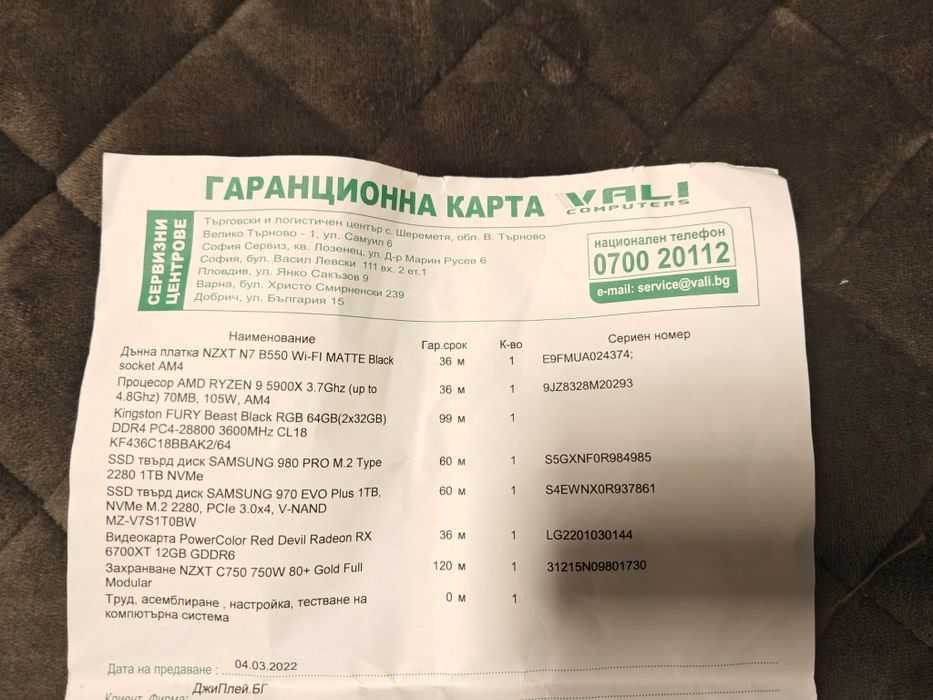 ГАРАНЦИОННА КАРТА VALI COMPUTERS
СЕРВИЗНИ ЦЕНТРОВЕ
Търговски и логистичен център с. Шереметя, обл. В. Търново
Велико Търново - 1, ул. Самуил 6
София Сервиз, кв. Лозенец, ул. Д-р Марин Русев 6
София, бул. Васил Левски 111 вх. 2 ет.1
Пловдив, ул. Янко Сакъзов 9
Варна, бул. Христо Смирненски 239
Добрич, ул. България 15
национален телефон
0700 20112
e-mail: service@vali.bg
Наименование Гар.срок К-во Сериен номер
Дънна платка NZXT N7 B550 Wi-FI MATTE Black 36 м 1 E9FMUA024374;
socket AM4
Процесор AMD RYZEN 9 5900X 3.7Ghz (up to 36 м 1 9JZ8328M20293
4.8Ghz) 70MB, 105W, AM4
Kingston FURY Beast Black RGB 64GB(2x32GB) 99 м 1
DDR4 PC4-28800 3600MHz CL18
KF436C18BBAK2/64
SSD твърд диск SAMSUNG 980 PRO M.2 Type 60 м 1 S5GXNF0R984985
2280 1TB NVMe
SSD твърд диск SAMSUNG 970 EVO Plus 1TB, 60 м 1 S4EWNX0R937861
NVMe M.2 2280, PCIe 3.0x4, V-NAND
MZ-V7S1T0BW
Видеокарта PowerColor Red Devil Radeon RX 36 м 1 LG2201030144
6700XT 12GB GDDR6
Захранване NZXT C750 750W 80+ Gold Full 120 м 1 31215N09801730
Modular
Труд, асемблиране , настройка, тестване на 0 м 1
компютърна система
Дата на предаване : 04.03.2022
Клиент, Фирма: ДжиПлей.БГ